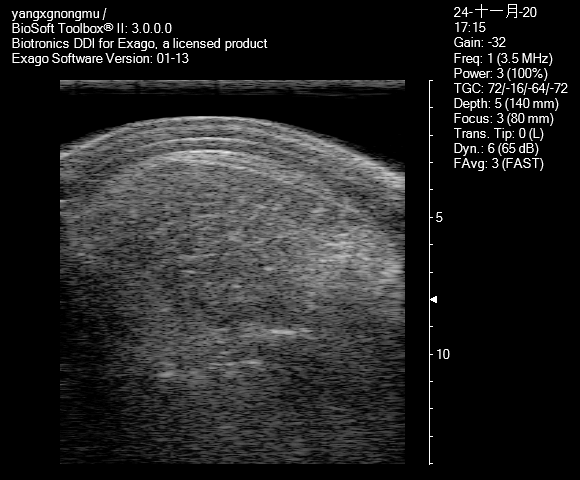 yangxgnongmu /
BioSoft Toolbox® II: 3.0.0.0
Biotronics DDI for Exago, a licensed product
Exago Software Version: 01-13
24-十一月-20
17:15
Gain: -32
Freq: 1 (3.5 MHz)
Power: 3 (100%)
TGC: 72/-16/-64/-72
Depth: 5 (140 mm)
Focus: 3 (80 mm)
Trans. Tip: 0 (L)
Dyn.: 6 (65 dB)
FAvg: 3 (FAST)
5
10